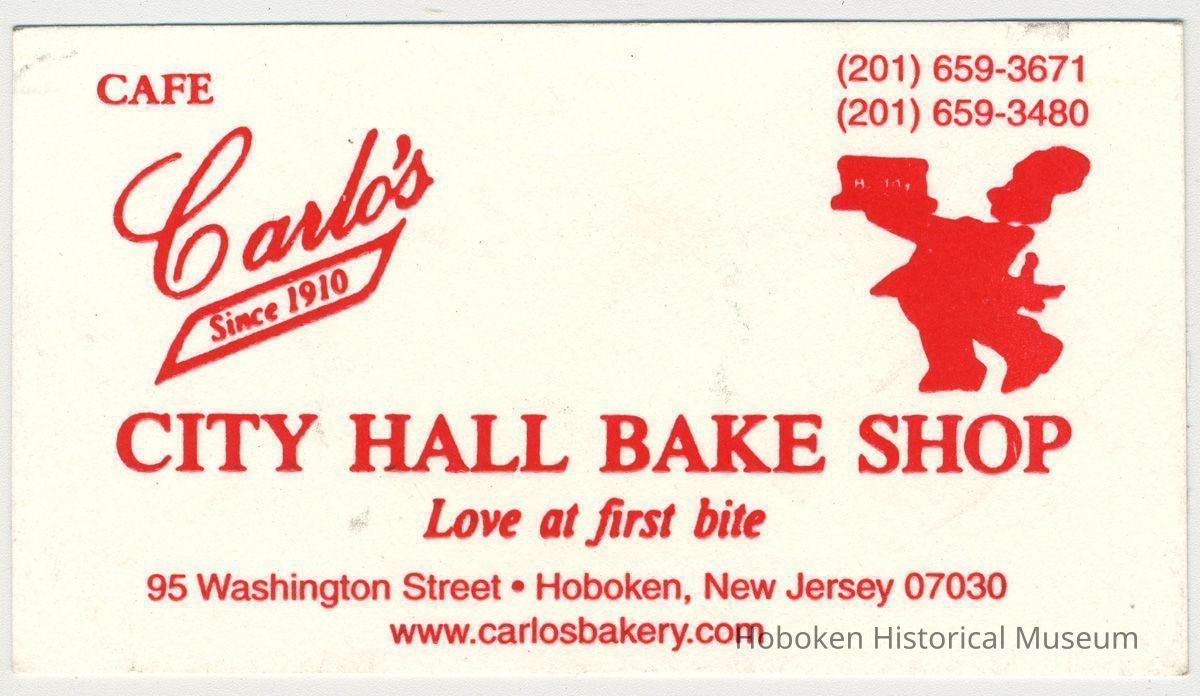 CAFE
(201) 659-3671
(201) 659-3480
Carlo's
Since 1910
CITY HALL BAKE SHOP
Love at first bite
95 Washington Street • Hoboken, New Jersey 07030
www.carlosbakery.com
Hoboken Historical Museum